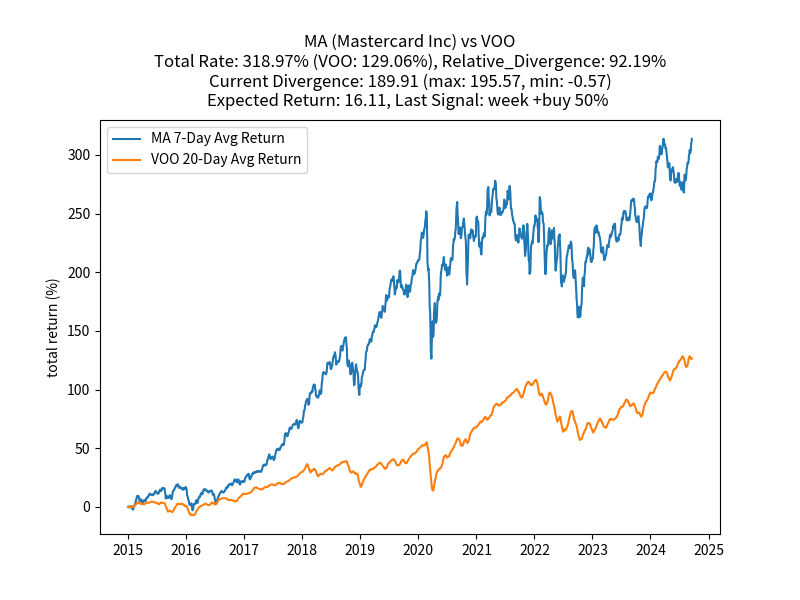 MA (Mastercard Inc) vs VOO
Total Rate: 318.97% (VOO: 129.06%), Relative_Divergence: 92.19%
Current Divergence: 189.91 (max: 195.57, min: -0.57)
Expected Return: 16.11, Last Signal: week +buy 50%
MA 7-Day Avg Return
VOO 20-Day Avg Return
total return (%)
300
250
200
150
100
50
0
2015 2016 2017 2018 2019 2020 2021 2022 2023 2024 2025